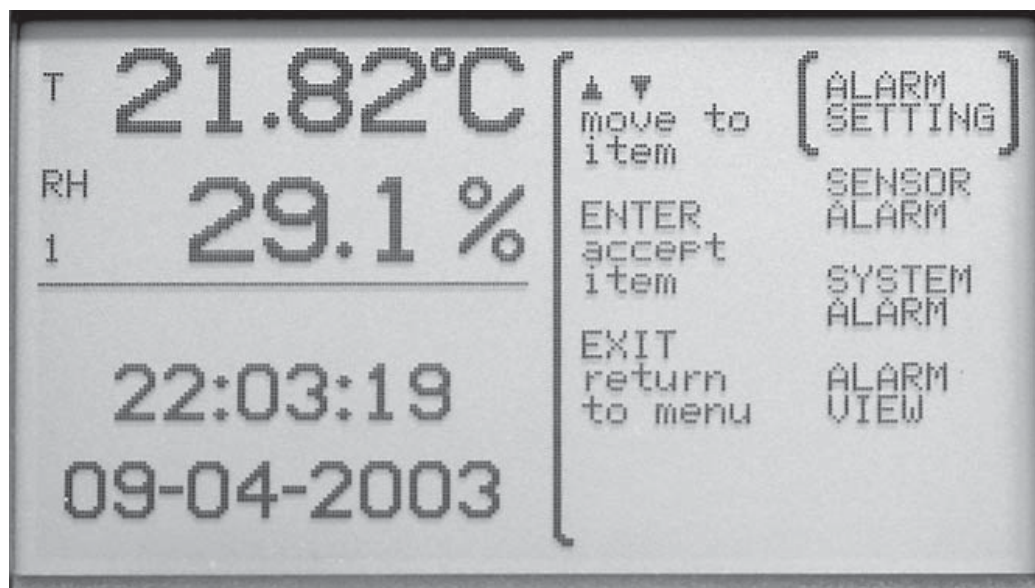 T 21.82°C
RH
1 29.1 %
22:03:19
09-04-2003
▲ ▼
move to
item
ENTER
accept
item
EXIT
return
to menu
ALARM
SETTING
SENSOR
ALARM
SYSTEM
ALARM
ALARM
VIEW